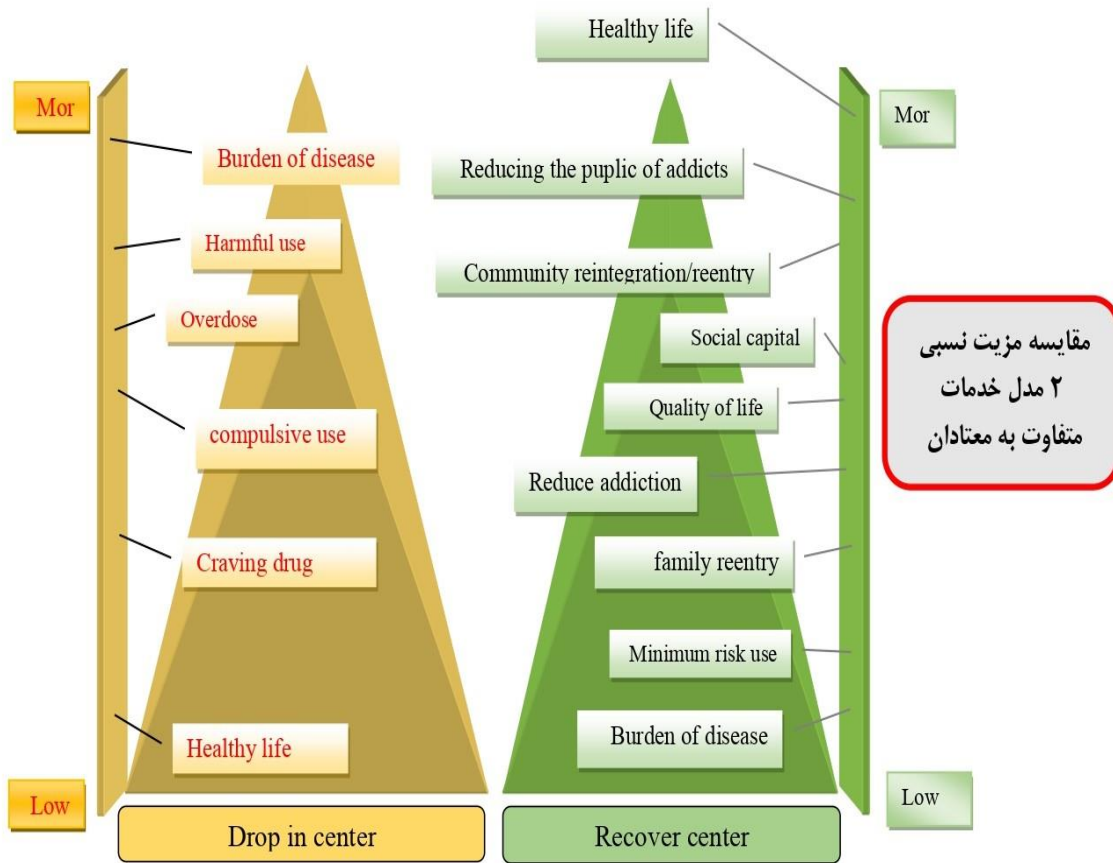 Mor
Burden of disease
Harmful use
Overdose
compulsive use
Craving drug
Healthy life
Low
Drop in center
Healthy life
Mor
Reducing the puplic of addicts
Community reintegration/reentry
Social capital
Quality of life
Reduce addiction
family reentry
Minimum risk use
Burden of disease
Low
Recover center
مقایسه مزیت نسبی
۲ مدل خدمات
متفاوت به معتادان